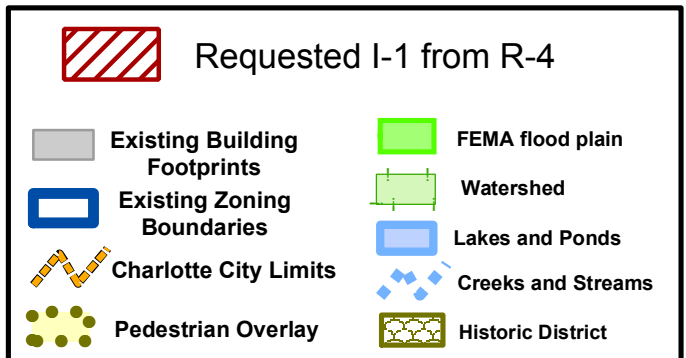 Requested I-1 from R-4
Existing Building
Footprints
Existing Zoning
Boundaries
Charlotte City Limits
Pedestrian Overlay
FEMA flood plain
Watershed
Lakes and Ponds
Creeks and Streams
Historic District